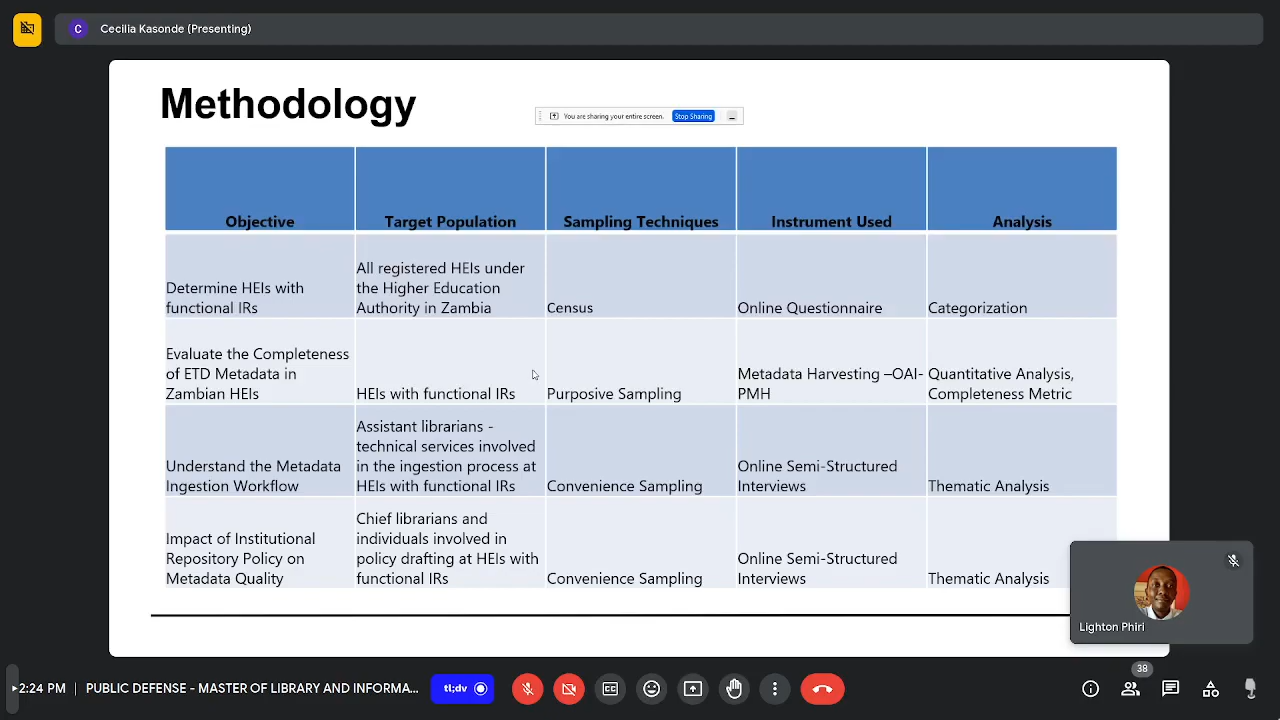 C
Cecilia Kasonde (Presenting)
Methodology
You are sharing your entire screen.
Stop Sharing
Objective
Target Population
Sampling Techniques
Instrument Used
Analysis
Determine HEIs with
functional IRs
All registered HEIs under
the Higher Education
Authority in Zambia
Census
Online Questionnaire
Categorization
Evaluate the Completeness
of ETD Metadata in
Zambian HEIs
HEIs with functional IRs
Purposive Sampling
Metadata Harvesting –OAI-
PMH
Quantitative Analysis,
Completeness Metric
Understand the Metadata
Ingestion Workflow
Assistant librarians -
technical services involved
in the ingestion process at
HEIs with functional IRs
Convenience Sampling
Online Semi-Structured
Interviews
Thematic Analysis
Impact of Institutional
Repository Policy on
Metadata Quality
Chief librarians and
individuals involved in
policy drafting at HEIs with
functional IRs
Convenience Sampling
Online Semi-Structured
Interviews
Thematic Analysis
Lighton Phiri
38
2:24 PM | PUBLIC DEFENSE - MASTER OF LIBRARY AND INFORMA...
tl;dv
CC